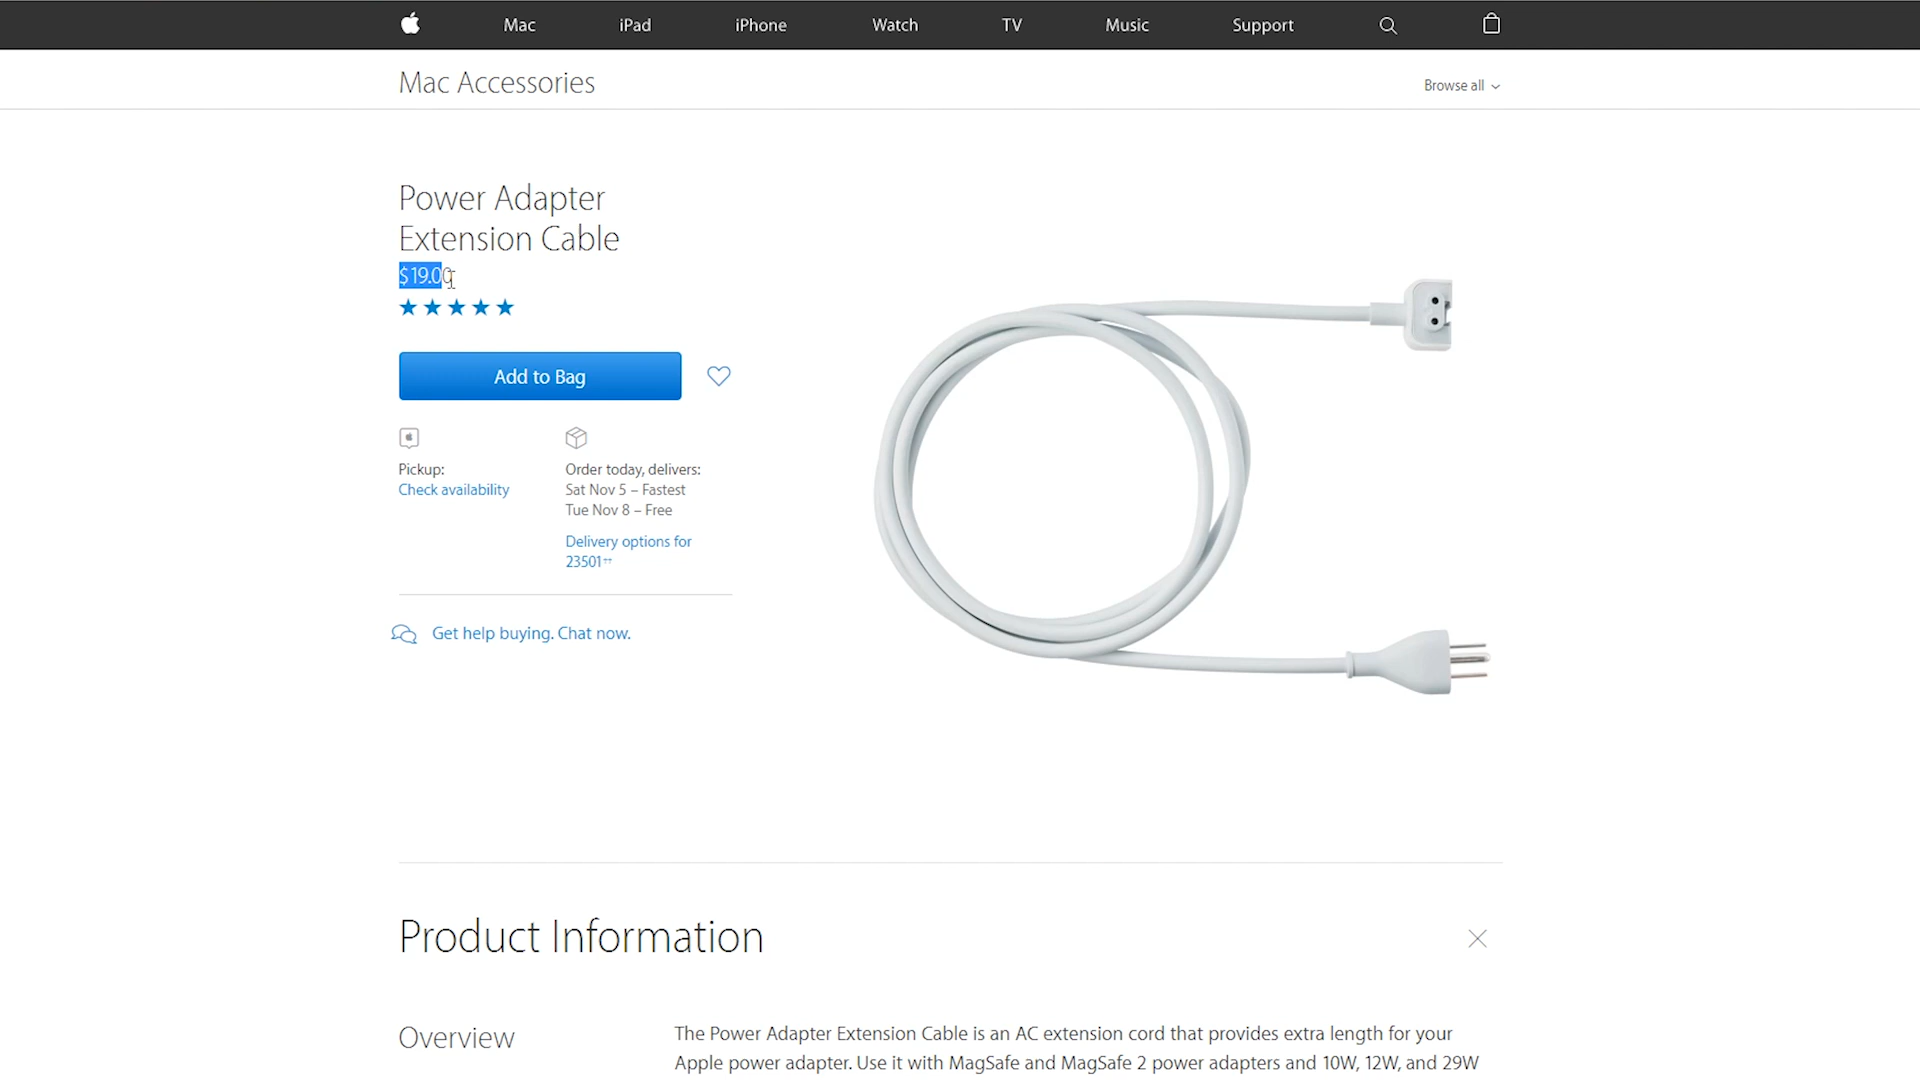 Mac iPad iPhone Watch TV Music Support
Mac Accessories
Browse all
Power Adapter
Extension Cable
$19.00
Add to Bag
Pickup:
Check availability
Order today, delivers:
Sat Nov 5 – Fastest
Tue Nov 8 – Free
Delivery options for
23501++
Get help buying. Chat now.
Product Information
Overview
The Power Adapter Extension Cable is an AC extension cord that provides extra length for your
Apple power adapter. Use it with MagSafe and MagSafe 2 power adapters and 10W, 12W, and 29W